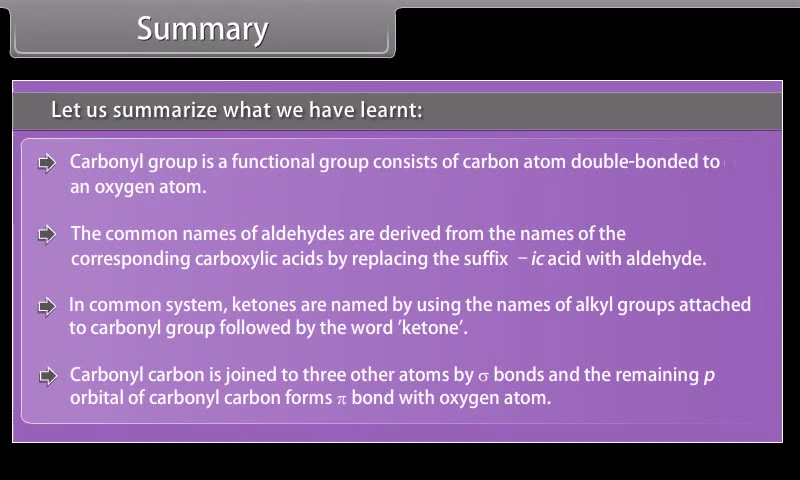 Summary
Let us summarize what we have learnt:
Carbonyl group is a functional group consists of carbon atom double-bonded to
an oxygen atom.
The common names of aldehydes are derived from the names of the
corresponding carboxylic acids by replacing the suffix –ic acid with aldehyde.
In common system, ketones are named by using the names of alkyl groups attached
to carbonyl group followed by the word ‘ketone’.
Carbonyl carbon is joined to three other atoms by σ bonds and the remaining p
orbital of carbonyl carbon forms π bond with oxygen atom.